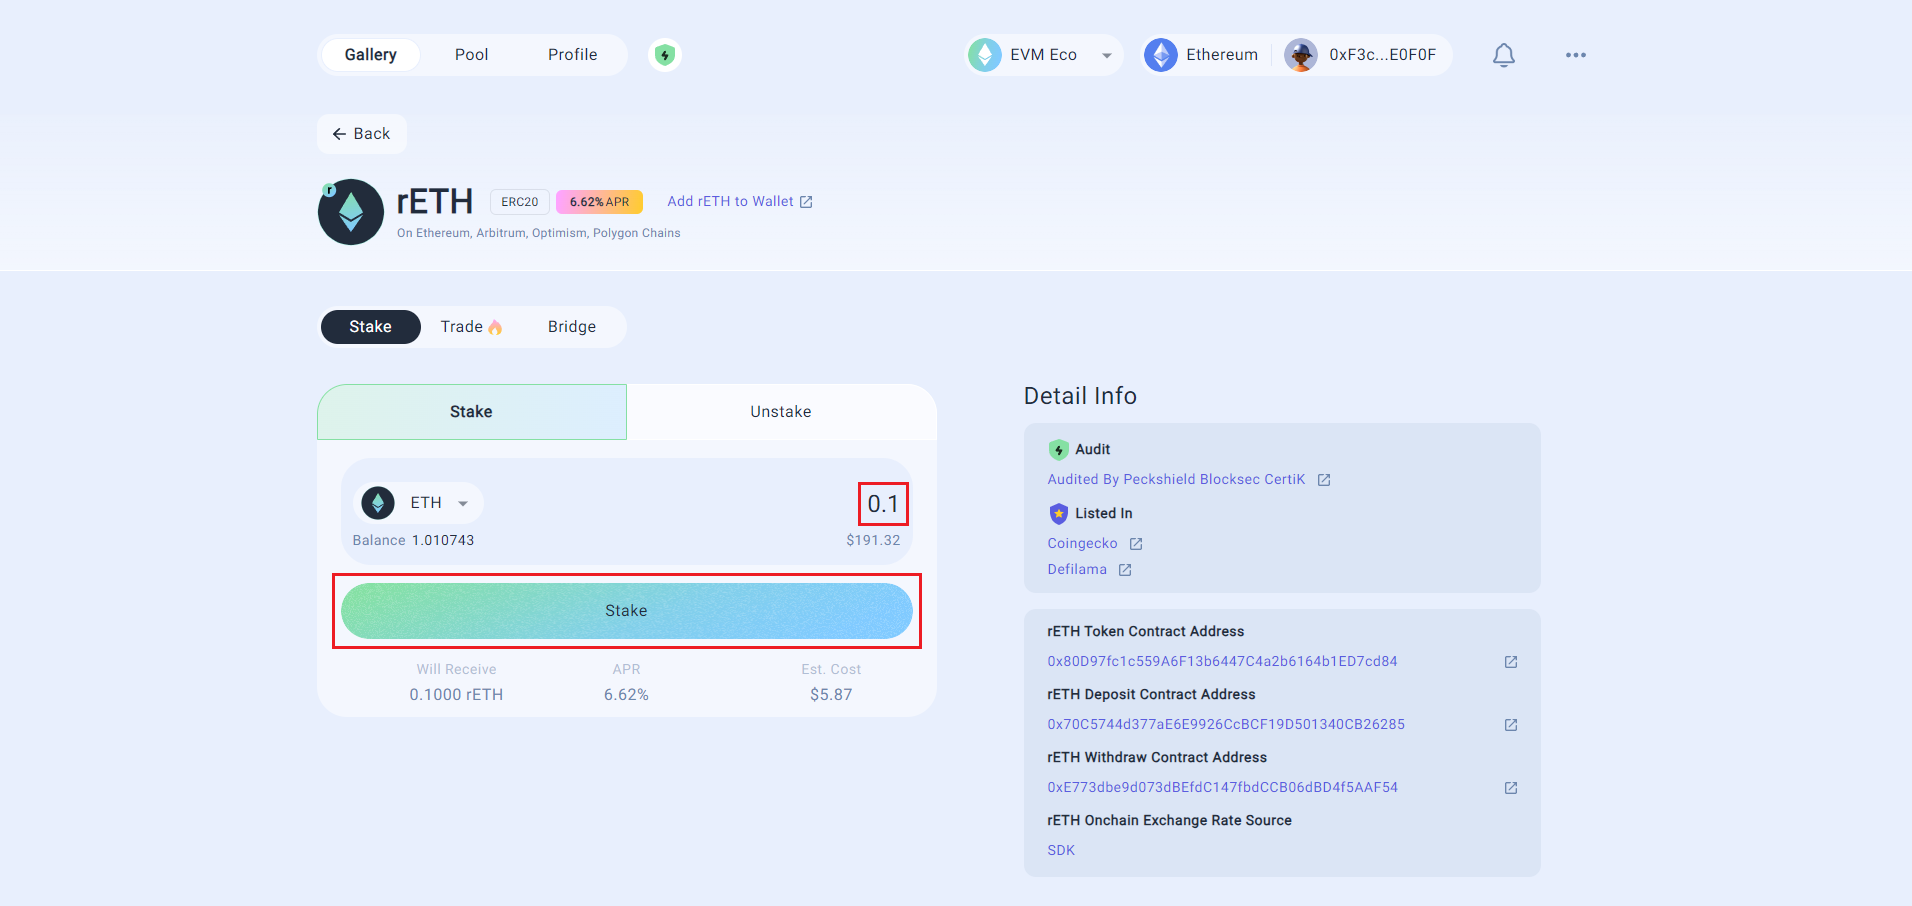 Gallery Pool Profile EVM Eco Ethereum 0xF3c...E0F0F
Back
r
rETH ERC20 6.62% APR Add rETH to Wallet
On Ethereum, Arbitrum, Optimism, Polygon Chains
Stake Trade Bridge
Stake Unstake
ETH 0.1
Balance 1.010743 $191.32
Stake
Will Receive APR Est. Cost
0.1000 rETH 6.62% $5.87
Detail Info
Audit
Audited By Peckshield Blocksec CertiK
Listed In
Coingecko
Defilama
rETH Token Contract Address
0x80D97fc1c559A6F13b6447C4a2b6164b1ED7cd84
rETH Deposit Contract Address
0x70C5744d377aE6E9926CcBCF19D501340CB26285
rETH Withdraw Contract Address
0xE773dbe9d073dBEfdC147fbdCCB06dBD4f5AAF54
rETH Onchain Exchange Rate Source
SDK